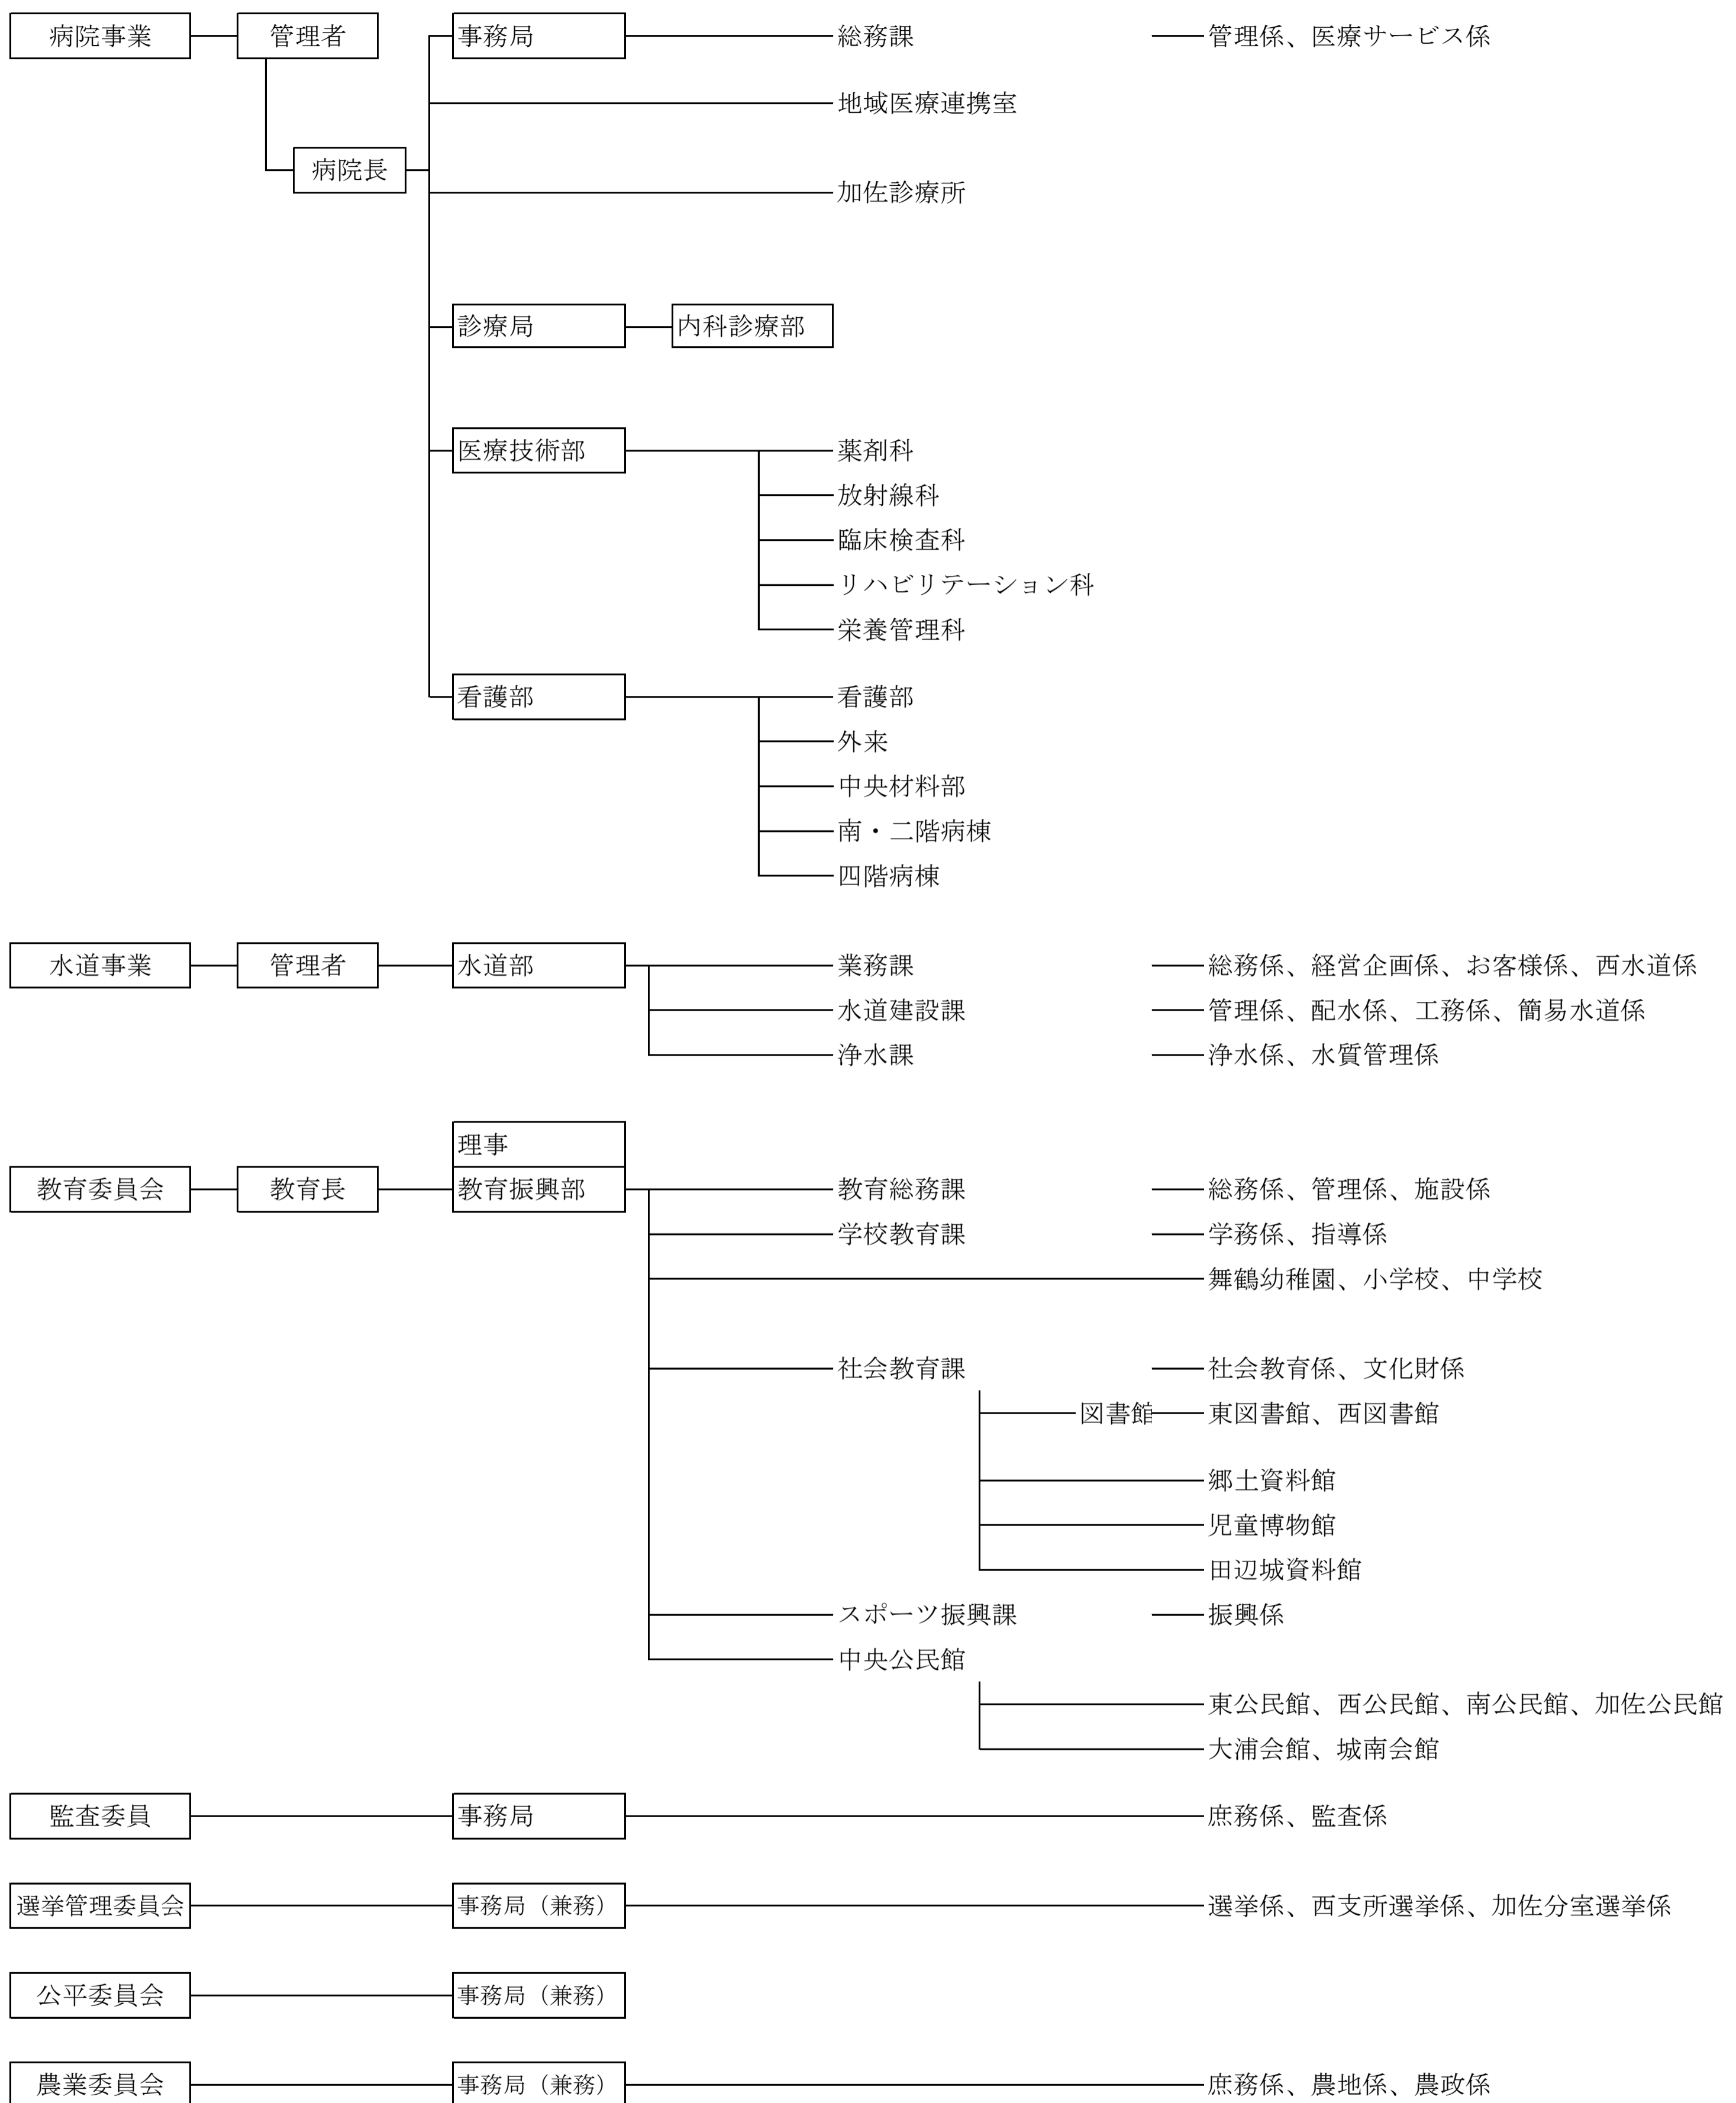 病院事業 管理者 事務局 総務課 管理係、医療サービス係
地域医療連携室
病院長
加佐診療所
診療局 内科診療部
医療技術部 薬剤科
放射線科
臨床検査科
リハビリテーション科
栄養管理科
看護部 看護部
外来
中央材料部
南・二階病棟
四階病棟
水道事業 管理者 水道部 業務課 総務係、経営企画係、お客様係、西水道係
水道建設課 管理係、配水係、工務係、簡易水道係
浄水課 浄水係、水質管理係
理事
教育委員会 教育長 教育振興部 教育総務課 総務係、管理係、施設係
学校教育課 学務係、指導係
舞鶴幼稚園、小学校、中学校
社会教育課 社会教育係、文化財係
図書館 東図書館、西図書館
郷土資料館
児童博物館
田辺城資料館
スポーツ振興課 振興係
中央公民館
東公民館、西公民館、南公民館、加佐公民館
大浦会館、城南会館
監査委員 事務局 庶務係、監査係
選挙管理委員会 事務局（兼務） 選挙係、西支所選挙係、加佐分室選挙係
公平委員会 事務局（兼務）
農業委員会 事務局（兼務） 庶務係、農地係、農政係